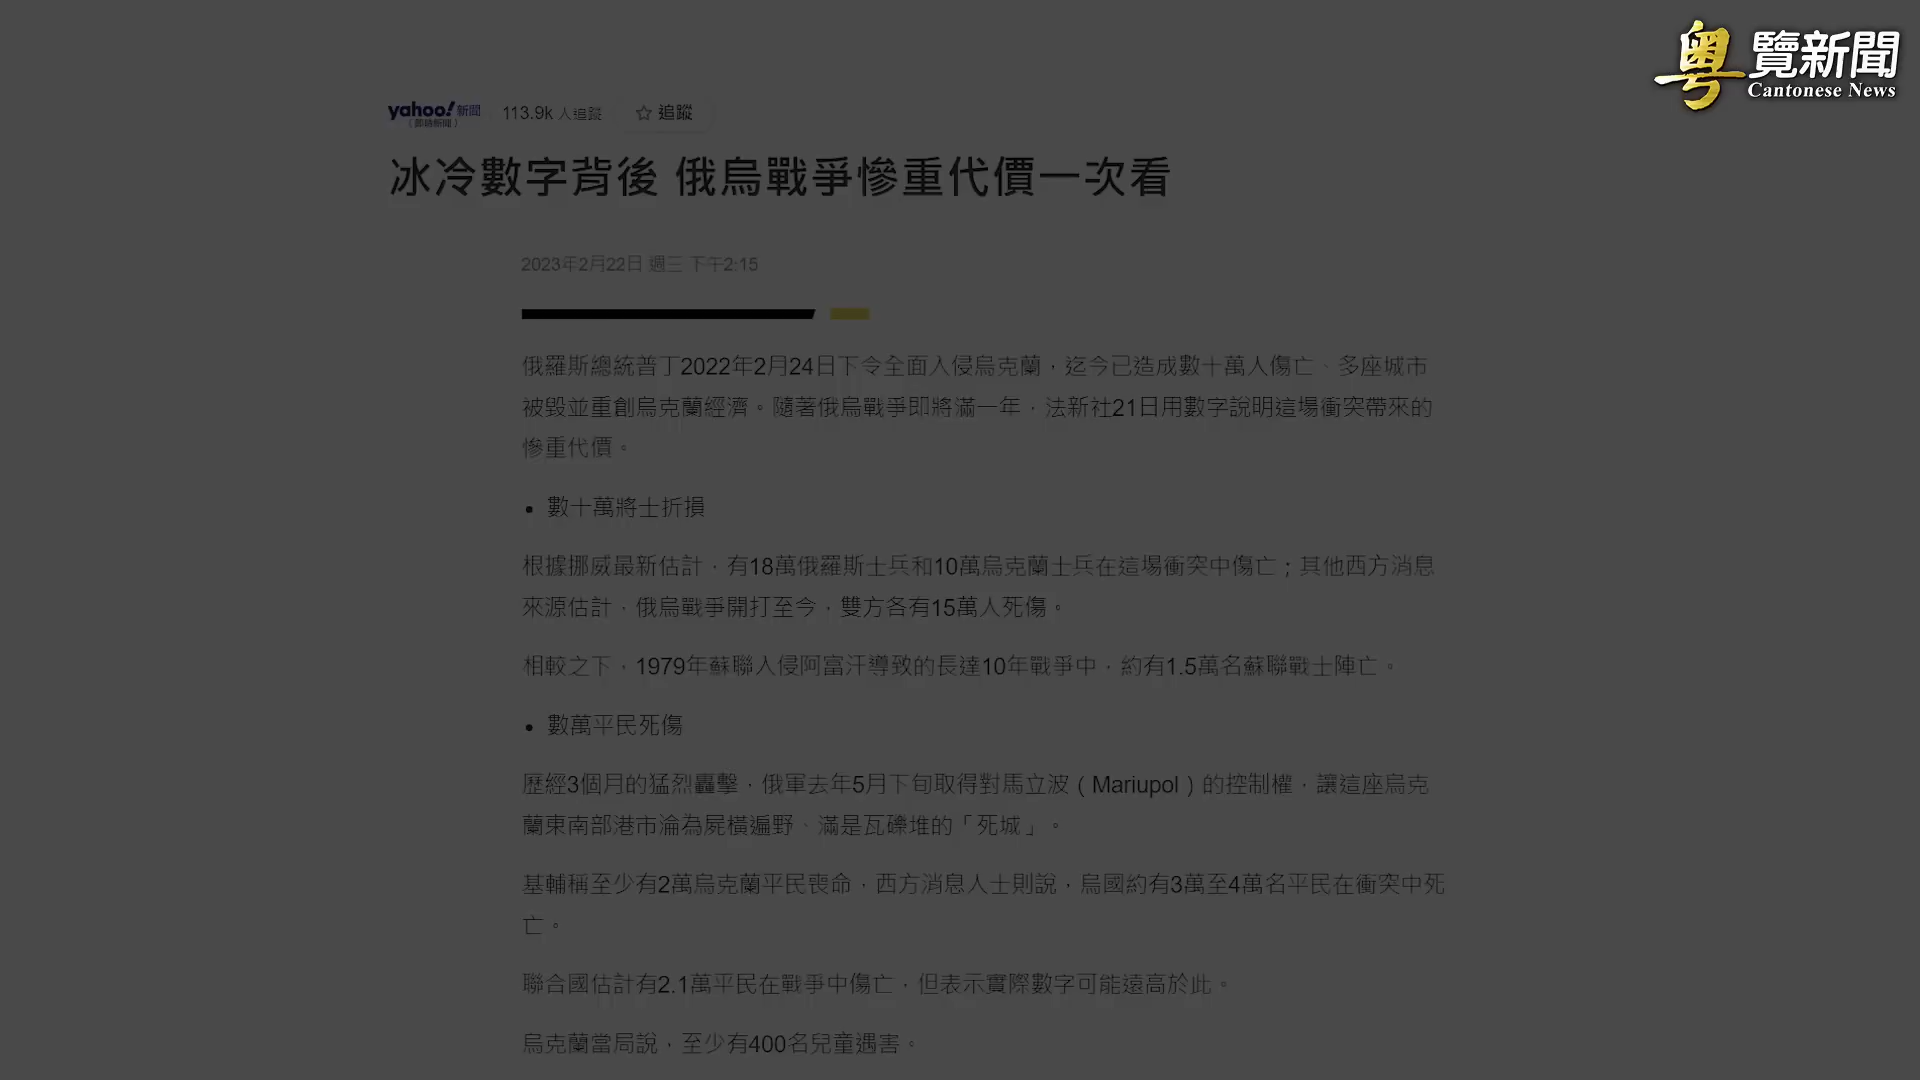 粵覽新聞
Cantonese News
yahoo!新聞
(即時新聞)
113.9k 人追蹤
☆ 追蹤
冰冷數字背後 俄烏戰爭慘重代價一次看
2023年2月22日 週三 下午2:15
俄羅斯總統普丁2022年2月24日下令全面入侵烏克蘭，迄今已造成數十萬人傷亡、多座城市
被毀並重創烏克蘭經濟。隨著俄烏戰爭即將滿一年，法新社21日用數字說明這場衝突帶來的
慘重代價。
• 數十萬將士折損
根據挪威最新估計，有18萬俄羅斯士兵和10萬烏克蘭士兵在這場衝突中傷亡；其他西方消息
來源估計，俄烏戰爭開打至今，雙方各有15萬人死傷。
相較之下，1979年蘇聯入侵阿富汗導致的長達10年戰爭中，約有1.5萬名蘇聯戰士陣亡。
• 數萬平民死傷
歷經3個月的猛烈轟擊，俄軍去年5月下旬取得對馬立波（Mariupol）的控制權，讓這座烏克
蘭東南部港市淪為屍橫遍野、滿是瓦礫堆的「死城」。
基輔稱至少有2萬烏克蘭平民喪命，西方消息人士則說，烏國約有3萬至4萬名平民在衝突中死
亡。
聯合國估計有2.1萬平民在戰爭中傷亡，但表示實際數字可能遠高於此。
烏克蘭當局說，至少有400名兒童遇害。